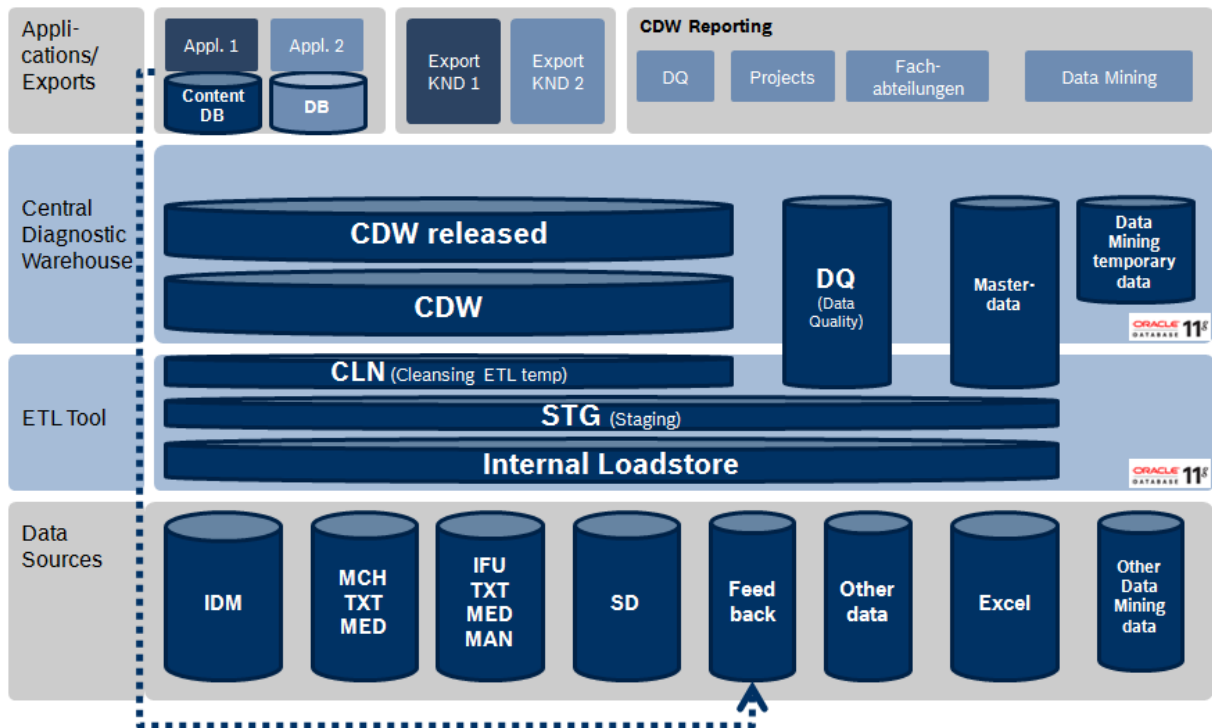 Appli-
cations/
Exports
Appl. 1
Appl. 2
Content
DB
DB
Export
KND 1
Export
KND 2
CDW Reporting
DQ
Projects
Fach-
abteilungen
Data Mining
Central
Diagnostic
Warehouse
CDW released
CDW
DQ
(Data
Quality)
Master-
data
Data
Mining
temporary
data
ORACLE 11g
DATABASE
ETL Tool
CLN (Cleansing ETL temp)
STG (Staging)
Internal Loadstore
ORACLE 11g
DATABASE
Data
Sources
IDM
MCH
TXT
MED
IFU
TXT
MED
MAN
SD
Feed
back
Other
data
Excel
Other
Data
Mining
data